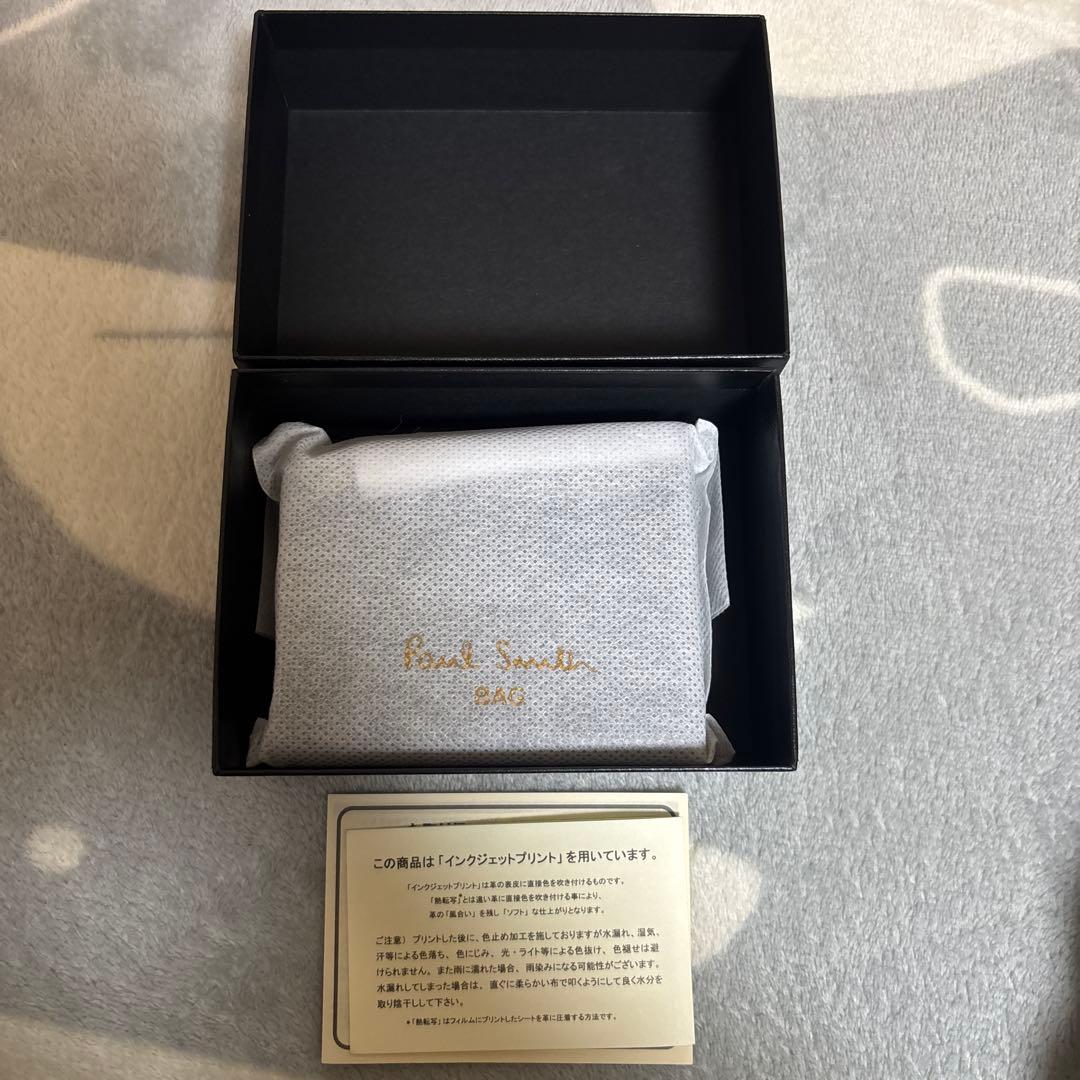 Paul Smith
BAG
この商品は「インクジェットプリント」を用いています。
「インクジェットプリント」は革の表皮に直接色を吹き付けるものです。
「熱転写」*とは違い革に直接色を吹き付ける事により、
革の「風合い」を残し「ソフト」な仕上がりとなります。
ご注意）プリントした後に、色止め加工を施しておりますが水漏れ、湿気、
汗等による色落ち、色にじみ、光・ライト等による色抜け、色褪せは避
けられません。また雨に濡れた場合、雨染みになる可能性がございます。
水漏れしてしまった場合は、直ぐに柔らかい布で叩くようにして良く水分を
取り陰干しして下さい。
*「熱転写」はフィルムにプリントしたシートを革に圧着する方法です。